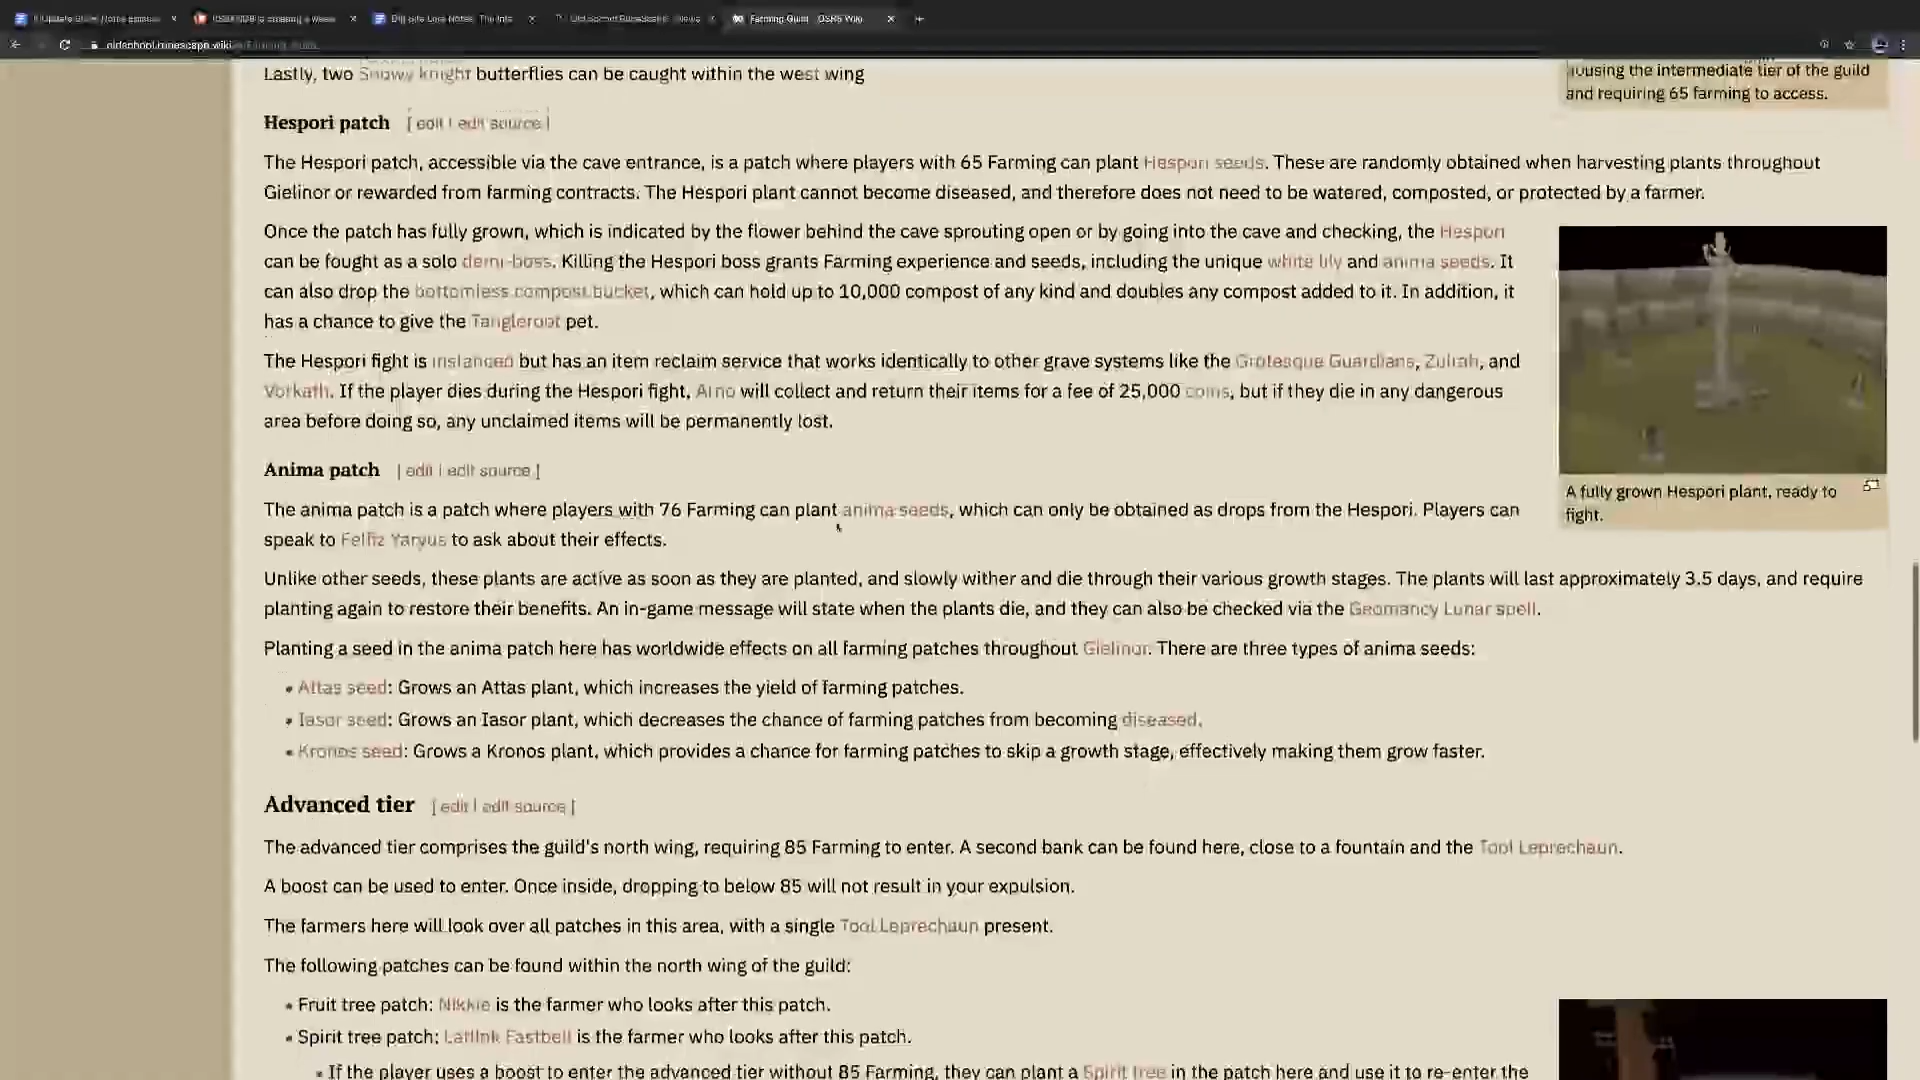 Farming Guild - OSRS Wiki
Lastly, two Snowy knight butterflies can be caught within the west wing
housing the intermediate tier of the guild
and requiring 65 farming to access.
Hespori patch [ edit | edit source ]
The Hespori patch, accessible via the cave entrance, is a patch where players with 65 Farming can plant Hespori seeds. These are randomly obtained when harvesting plants throughout
Gielinor or rewarded from farming contracts. The Hespori plant cannot become diseased, and therefore does not need to be watered, composted, or protected by a farmer.
Once the patch has fully grown, which is indicated by the flower behind the cave sprouting open or by going into the cave and checking, the Hespori
can be fought as a solo demi-boss. Killing the Hespori boss grants Farming experience and seeds, including the unique white lily and anima seeds. It
can also drop the bottomless compost bucket, which can hold up to 10,000 compost of any kind and doubles any compost added to it. In addition, it
has a chance to give the Tangleroot pet.
The Hespori fight is instanced but has an item reclaim service that works identically to other grave systems like the Grotesque Guardians, Zulrah, and
Vorkath. If the player dies during the Hespori fight, Arno will collect and return their items for a fee of 25,000 coins, but if they die in any dangerous
area before doing so, any unclaimed items will be permanently lost.
A fully grown Hespori plant, ready to
fight.
Anima patch [ edit | edit source ]
The anima patch is a patch where players with 76 Farming can plant anima seeds, which can only be obtained as drops from the Hespori. Players can
speak to Felfiz Yaryus to ask about their effects.
Unlike other seeds, these plants are active as soon as they are planted, and slowly wither and die through their various growth stages. The plants will last approximately 3.5 days, and require
planting again to restore their benefits. An in-game message will state when the plants die, and they can also be checked via the Geomancy Lunar spell.
Planting a seed in the anima patch here has worldwide effects on all farming patches throughout Gielinor. There are three types of anima seeds:
• Attas seed: Grows an Attas plant, which increases the yield of farming patches.
• Iasor seed: Grows an Iasor plant, which decreases the chance of farming patches from becoming diseased.
• Kronos seed: Grows a Kronos plant, which provides a chance for farming patches to skip a growth stage, effectively making them grow faster.
Advanced tier [ edit | edit source ]
The advanced tier comprises the guild's north wing, requiring 85 Farming to enter. A second bank can be found here, close to a fountain and the Tool Leprechaun.
A boost can be used to enter. Once inside, dropping to below 85 will not result in your expulsion.
The farmers here will look over all patches in this area, with a single Tool Leprechaun present.
The following patches can be found within the north wing of the guild:
• Fruit tree patch: Nikkie is the farmer who looks after this patch.
• Spirit tree patch: Latlink Fastbell is the farmer who looks after this patch.
• If the player uses a boost to enter the advanced tier without 85 Farming, they can plant a Spirit tree in the patch here and use it to re-enter the